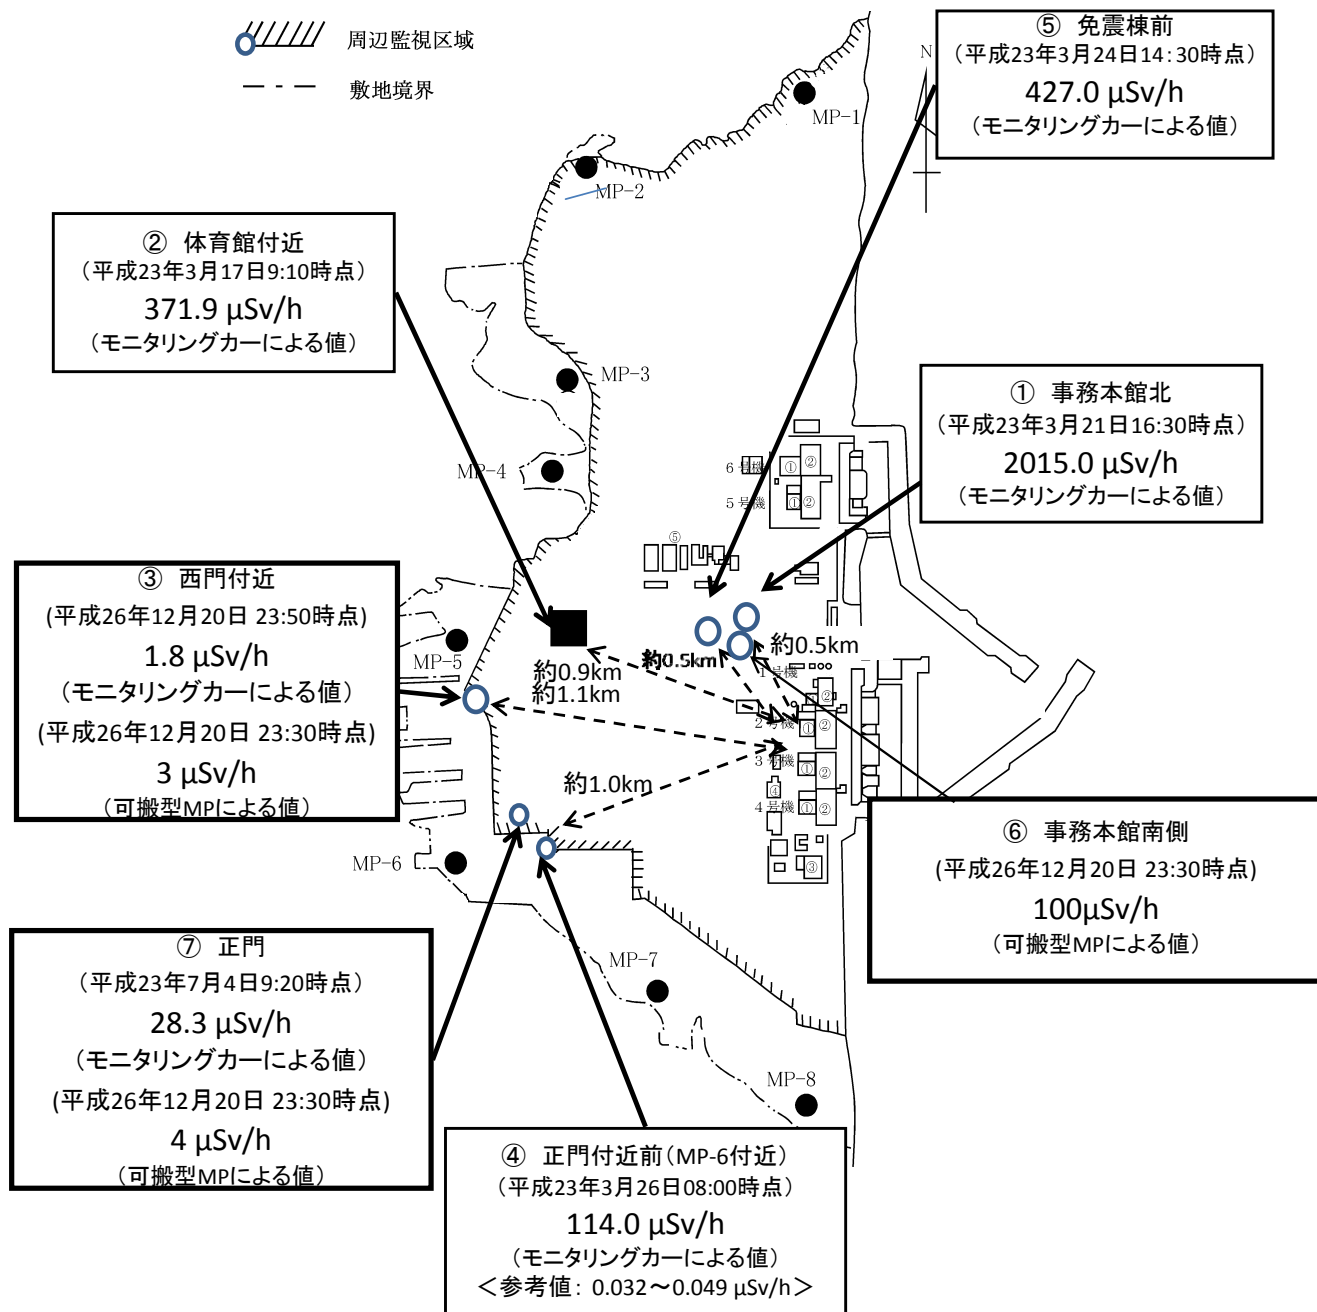 周辺監視区域
敷地境界
⑤ 免震棟前
（平成23年3月24日14：30時点）
427.0 μSv/h
（モニタリングカーによる値）
N
MP-1
MP-2
② 体育館付近
（平成23年3月17日9:10時点）
371.9 μSv/h
（モニタリングカーによる値）
MP-3
① 事務本館北
（平成23年3月21日16:30時点）
2015.0 μSv/h
（モニタリングカーによる値）
MP-4
6号機
① ②
5号機
① ②
⑤
③ 西門付近
(平成26年12月20日 23:50時点)
1.8 μSv/h
（モニタリングカーによる値）
(平成26年12月20日 23:30時点)
3 μSv/h
（可搬型MPによる値）
MP-5
約0.5km
約0.5km
約0.9km
約1.1km
1号機
②
2号機
① ②
3号機
① ②
約1.0km
④
4号機
① ②
③
MP-6
⑥ 事務本館南側
(平成26年12月20日 23:30時点)
100μSv/h
（可搬型MPによる値）
⑦ 正門
（平成23年7月4日9:20時点）
28.3 μSv/h
（モニタリングカーによる値）
(平成26年12月20日 23:30時点)
4 μSv/h
（可搬型MPによる値）
MP-7
MP-8
④ 正門付近前（MP-6付近）
（平成23年3月26日08:00時点）
114.0 μSv/h
（モニタリングカーによる値）
＜参考値： 0.032～0.049 μSv/h＞